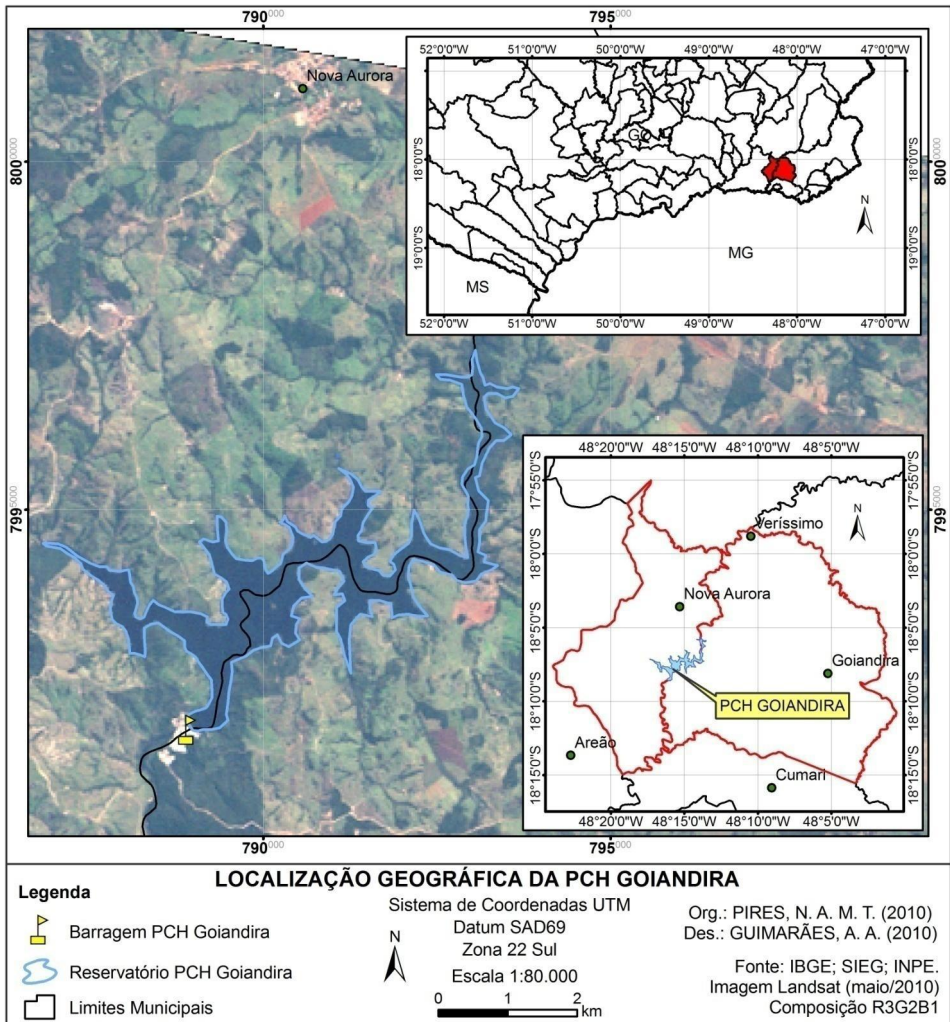 790000
795000
800000
800000
799500
799500
790000
795000
Nova Aurora
52°0'0"W
51°0'0"W
50°0'0"W
49°0'0"W
48°0'0"W
47°0'0"W
18°0'0"S
19°0'0"S
18°0'0"S
19°0'0"S
GO
MG
MS
N
52°0'0"W
51°0'0"W
50°0'0"W
49°0'0"W
48°0'0"W
47°0'0"W
48°20'0"W
48°15'0"W
48°10'0"W
48°5'0"W
17°55'0"S
18°0'0"S
18°5'0"S
18°10'0"S
18°15'0"S
17°55'0"S
18°0'0"S
18°5'0"S
18°10'0"S
18°15'0"S
N
Veríssimo
Nova Aurora
Goiandira
PCH GOIANDIRA
Areão
Cumari
48°20'0"W
48°15'0"W
48°10'0"W
48°5'0"W
LOCALIZAÇÃO GEOGRÁFICA DA PCH GOIANDIRA
Legenda
Barragem PCH Goiandira
Reservatório PCH Goiandira
Limites Municipais
Sistema de Coordenadas UTM
Datum SAD69
Zona 22 Sul
Escala 1:80.000
N
0 1 2
km
Org.: PIRES, N. A. M. T. (2010)
Des.: GUIMARÃES, A. A. (2010)
Fonte: IBGE; SIEG; INPE.
Imagem Landsat (maio/2010)
Composição R3G2B1